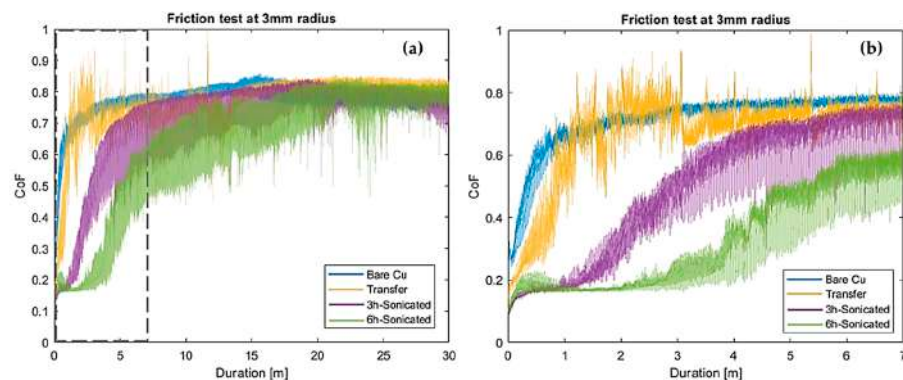 Friction test at 3mm radius
(a)
1
0.9
0.8
0.7
0.6
0.5
0.4
0.3
0.2
0.1
0
CoF
0 5 10 15 20 25 30
Duration [m]
Bare Cu
Transfer
3h-Sonicated
6h-Sonicated
Friction test at 3mm radius
(b)
1
0.8
0.6
0.4
0.2
0
CoF
0 1 2 3 4 5 6 7
Duration [m]
Bare Cu
Transfer
3h-Sonicated
6h-Sonicated